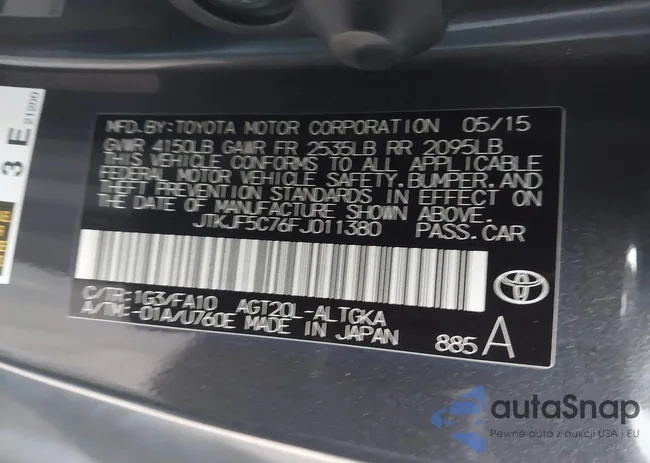 3 E
21200
MFD.BY:TOYOTA MOTOR CORPORATION 05/15
GVWR 4150LB GAWR FR 2535LB RR 2095LB
THIS VEHICLE CONFORMS TO ALL APPLICABLE
FEDERAL MOTOR VEHICLE SAFETY,BUMPER,AND
THEFT PREVENTION STANDARDS IN EFFECT ON
THE DATE OF MANUFACTURE SHOWN ABOVE.
JTKJF5C76FJ011380 PASS.CAR
C/TR:1G3/FA10 AGT20L-ALTGKA
A/TM:-01A/U760E MADE IN JAPAN
885 A
autaSnap
Pewne auta z aukcji USA i EU